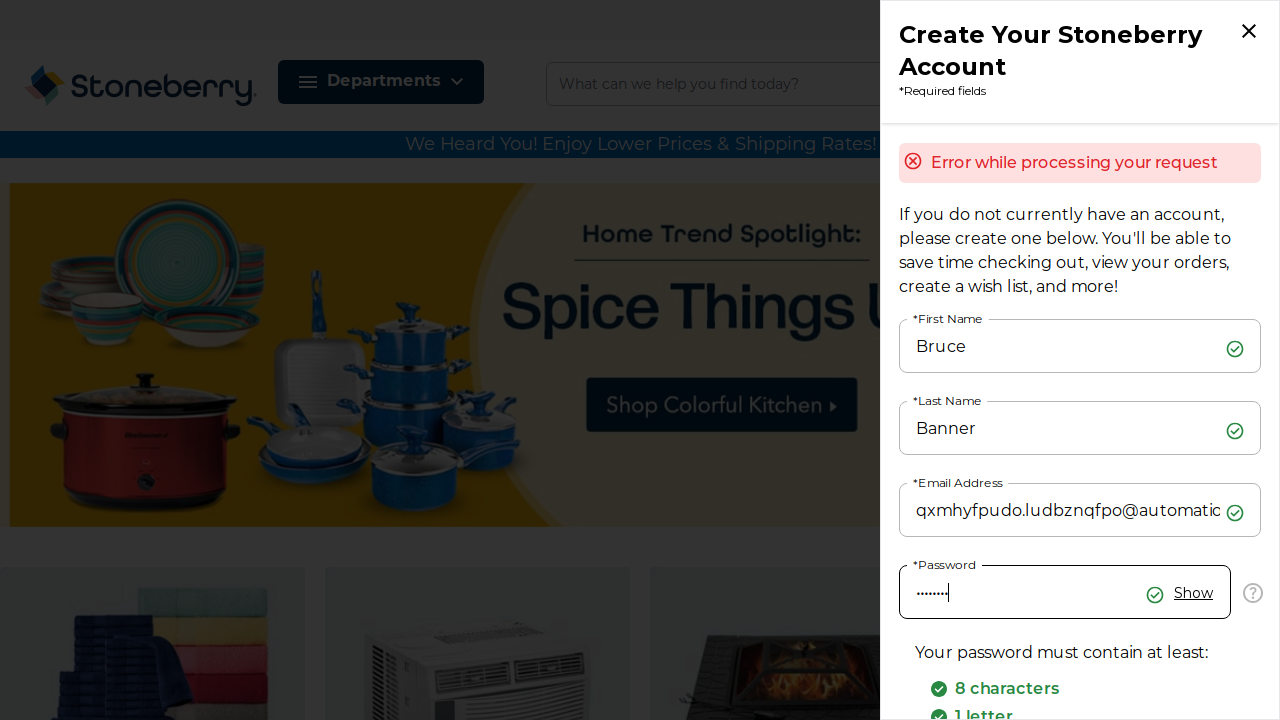 Stoneberry
Departments
What can we help you find today?
We Heard You! Enjoy Lower Prices & Shipping Rates!
Home Trend Spotlight:
Spice Things
Shop Colorful Kitchen
Create Your Stoneberry
Account
*Required fields
Error while processing your request
If you do not currently have an account,
please create one below. You'll be able to
save time checking out, view your orders,
create a wish list, and more!
*First Name
Bruce
*Last Name
Banner
*Email Address
qxmhyfpudo.ludbznqfpo@automatic
*Password
••••••••
Show
Your password must contain at least:
8 characters
1 letter